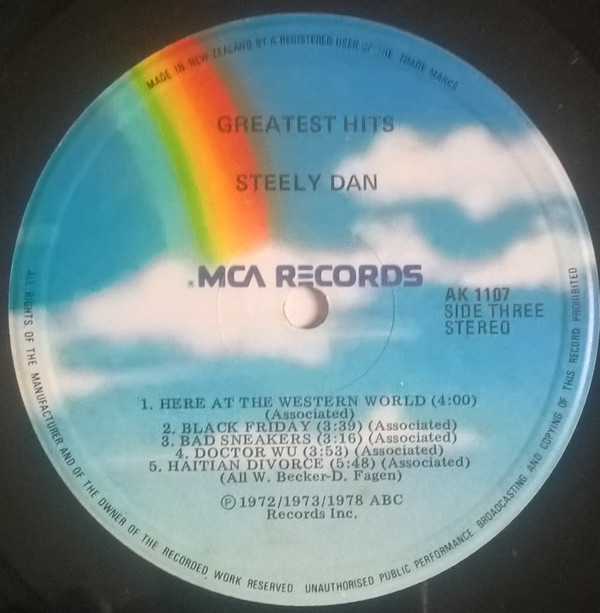 MADE IN NEW ZEALAND BY A REGISTERED USER OF THE TRADE MARKS
GREATEST HITS
STEELY DAN
®MCA RECORDS
AK 1107
SIDE THREE
STEREO
1. HERE AT THE WESTERN WORLD (4:00)
(Associated)
2. BLACK FRIDAY (3:39) (Associated)
3. BAD SNEAKERS (3:16) (Associated)
4. DOCTOR WU (3:53) (Associated)
5. HAITIAN DIVORCE (5:48) (Associated)
(All W. Becker-D. Fagen)
℗ 1972/1973/1978 ABC
Records Inc.
ALL RIGHTS OF THE MANUFACTURER AND OF THE OWNER OF THE RECORDED WORK RESERVED. UNAUTHORISED PUBLIC PERFORMANCE, BROADCASTING AND COPYING OF THIS RECORD PROHIBITED